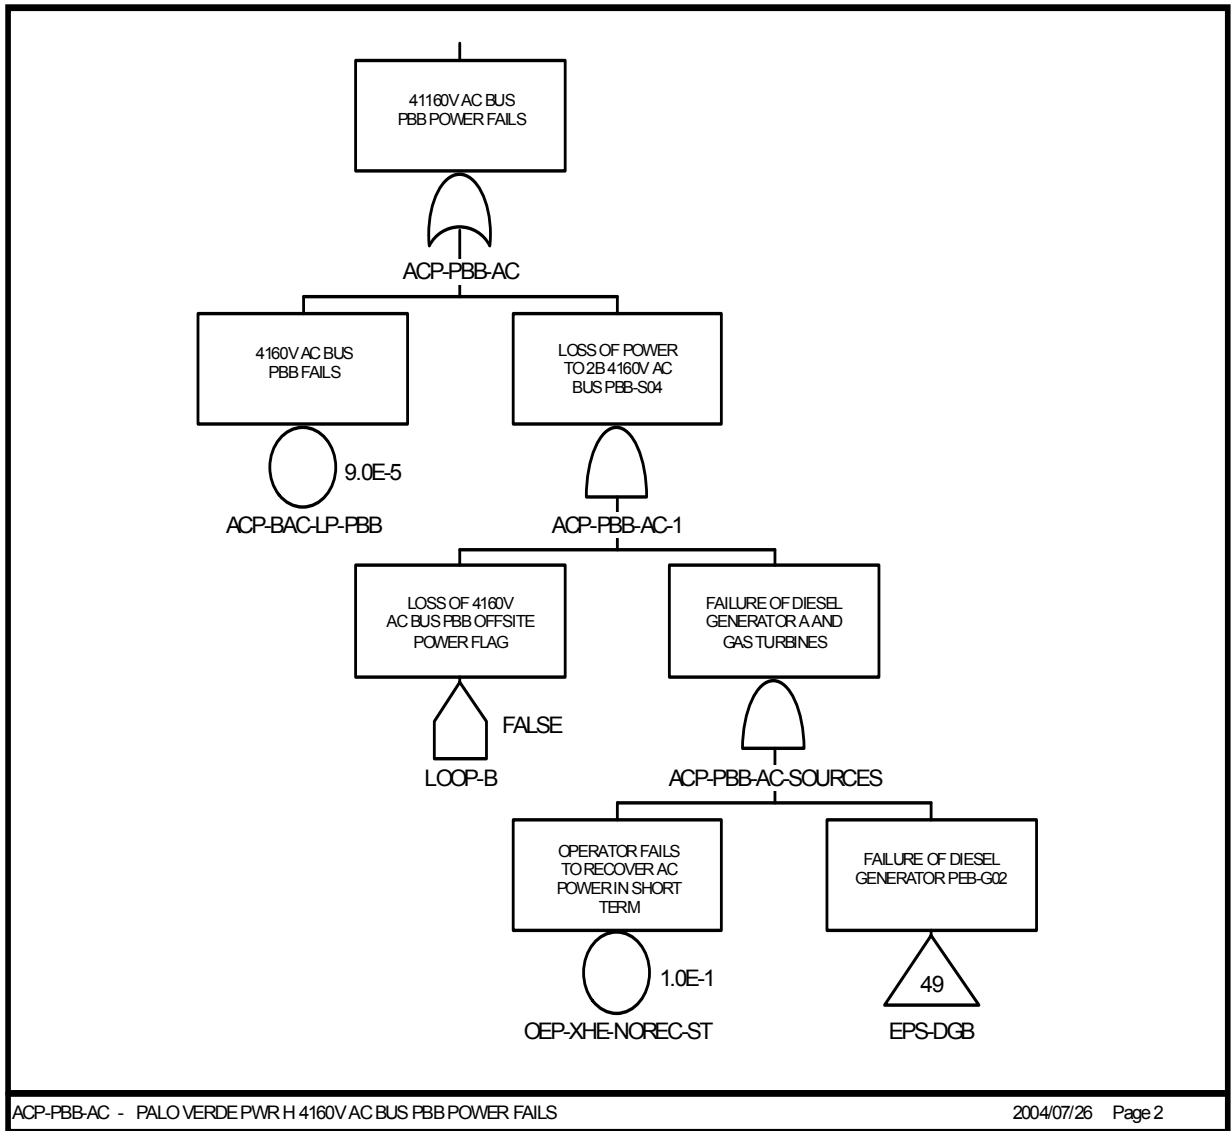 41160V AC BUS
PBB POWER FAILS
ACP-PBB-AC
4160V AC BUS
PBB FAILS
9.0E-5
ACP-BAC-LP-PBB
LOSS OF POWER
TO 2B 4160V AC
BUS PBB-S04
ACP-PBB-AC-1
LOSS OF 4160V
AC BUS PBB OFFSITE
POWER FLAG
FALSE
LOOP-B
FAILURE OF DIESEL
GENERATOR A AND
GAS TURBINES
ACP-PBB-AC-SOURCES
OPERATOR FAILS
TO RECOVER AC
POWER IN SHORT
TERM
1.0E-1
OEP-XHE-NOREC-ST
FAILURE OF DIESEL
GENERATOR PEB-G02
49
EPS-DGB
ACP-PBB-AC - PALO VERDE PWR H 4160V AC BUS PBB POWER FAILS 2004/07/26 Page 2